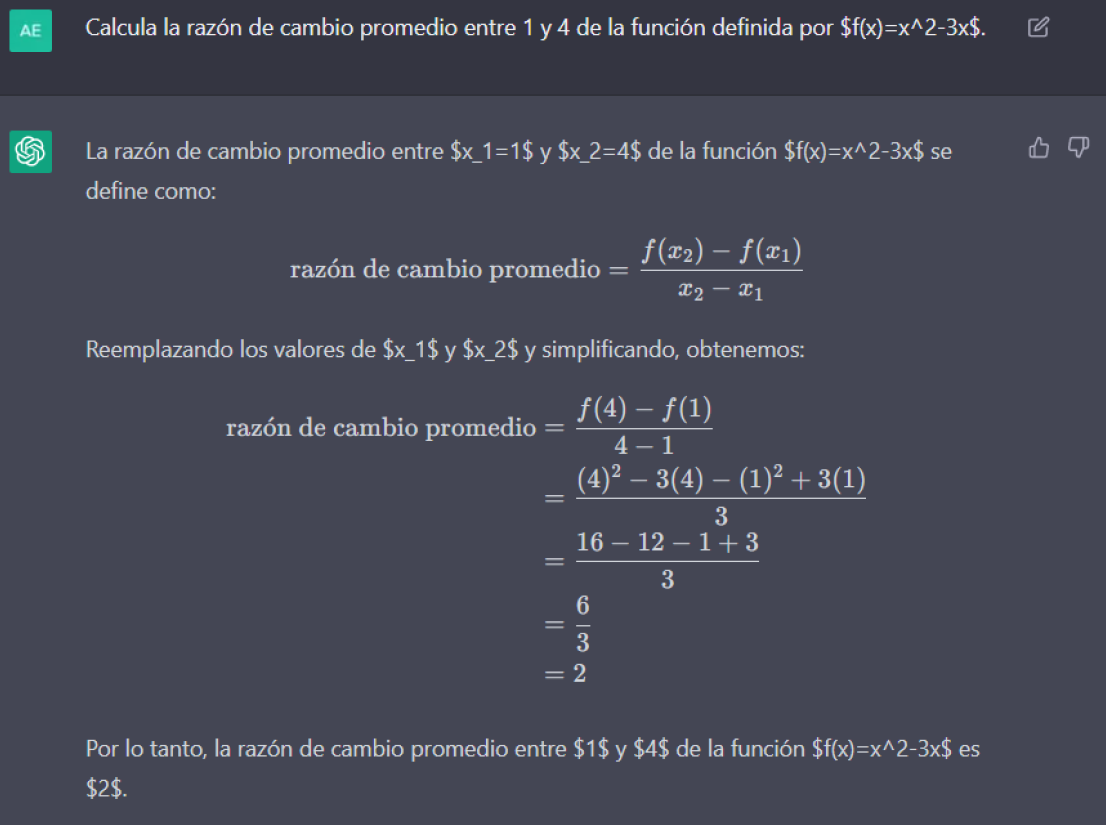 AE
Calcula la razón de cambio promedio entre 1 y 4 de la función definida por $f(x)=x^2-3x$.
La razón de cambio promedio entre $x_1=1$ y $x_2=4$ de la función $f(x)=x^2-3x$ se
define como:
razón de cambio promedio = \frac{f(x_2) - f(x_1)}{x_2 - x_1}
Reemplazando los valores de $x_1$ y $x_2$ y simplificando, obtenemos:
razón de cambio promedio = \frac{f(4) - f(1)}{4 - 1}
= \frac{(4)^2 - 3(4) - (1)^2 + 3(1)}{3}
= \frac{16 - 12 - 1 + 3}{3}
= \frac{6}{3}
= 2
Por lo tanto, la razón de cambio promedio entre $1$ y $4$ de la función $f(x)=x^2-3x$ es
$2$.